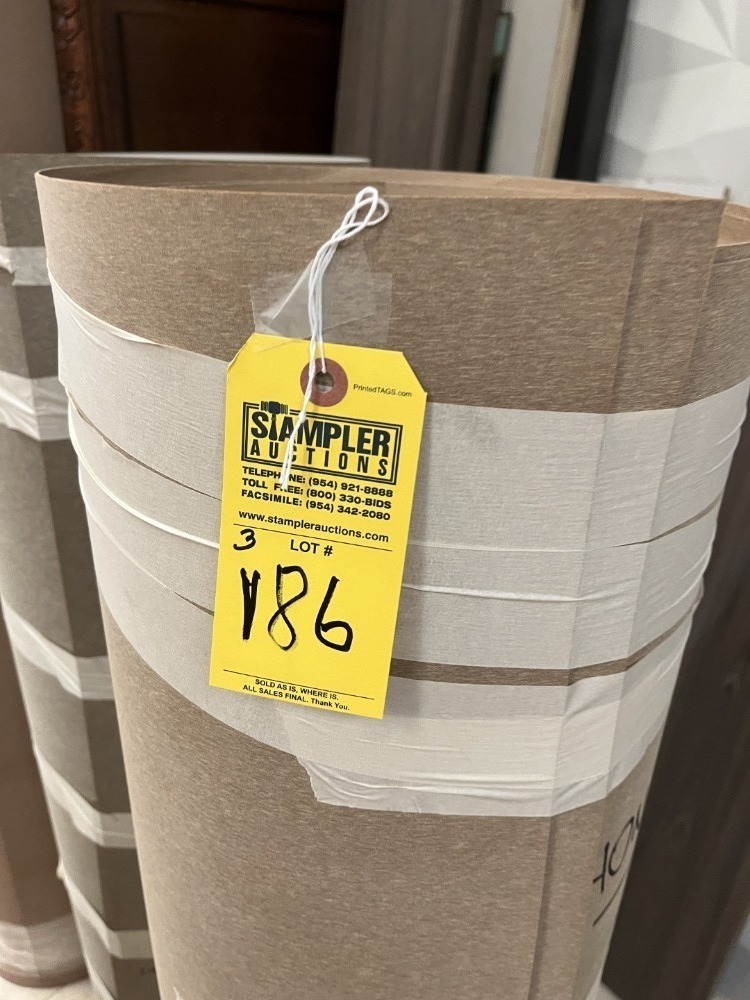 PrintedTAGS.com
STAMPLER
AUCTIONS
TELEPHONE: (954) 921-8888
TOLL FREE: (800) 330-BIDS
FACSIMILE: (954) 342-2080
www.stamplerauctions.com
3 LOT #
186
SOLD AS IS, WHERE IS.
ALL SALES FINAL. Thank You.